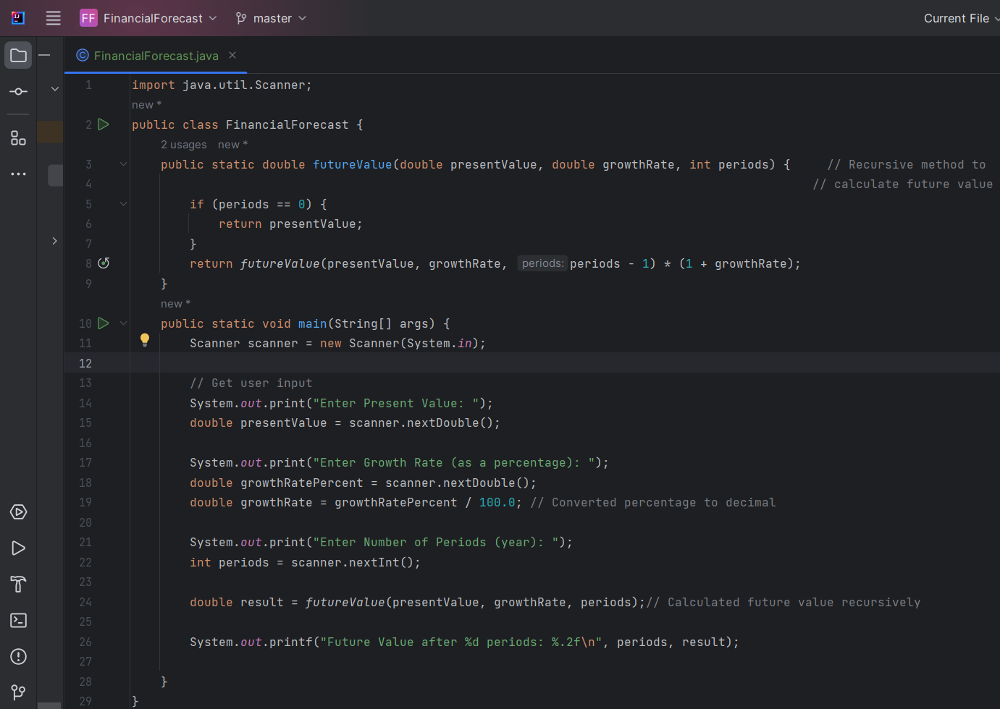 FF FinancialForecast master Current File
FinancialForecast.java
1 import java.util.Scanner;
new *
2 public class FinancialForecast {
2 usages new *
3 public static double futureValue(double presentValue, double growthRate, int periods) { // Recursive method to
4 // calculate future value
5 if (periods == 0) {
6 return presentValue;
7 }
8 return futureValue(presentValue, growthRate, periods: periods - 1) * (1 + growthRate);
9 }
new *
10 public static void main(String[] args) {
11 Scanner scanner = new Scanner(System.in);
12
13 // Get user input
14 System.out.print("Enter Present Value: ");
15 double presentValue = scanner.nextDouble();
16
17 System.out.print("Enter Growth Rate (as a percentage): ");
18 double growthRatePercent = scanner.nextDouble();
19 double growthRate = growthRatePercent / 100.0; // Converted percentage to decimal
20
21 System.out.print("Enter Number of Periods (year): ");
22 int periods = scanner.nextInt();
23
24 double result = futureValue(presentValue, growthRate, periods);// Calculated future value recursively
25
26 System.out.printf("Future Value after %d periods: %.2f\n", periods, result);
27
28 }
29 }